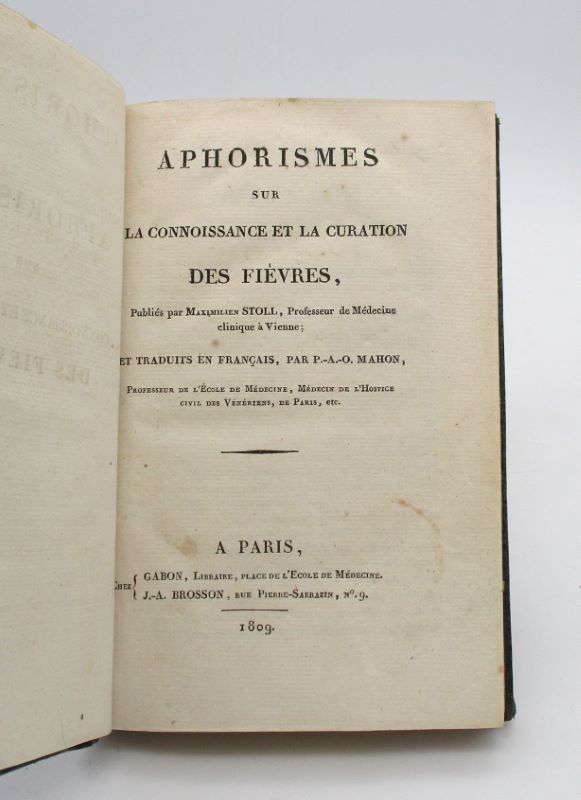 APHORISMES
SUR
LA CONNOISSANCE ET LA CURATION
DES FIÈVRES,
Publiés par MAXIMILIEN STOLL, Professeur de Médecine
clinique à Vienne;
ET TRADUITS EN FRANÇAIS, PAR P.-A.-O. MAHON,
PROFESSEUR DE L'ÉCOLE DE MÉDECINE, MÉDECIN DE L'HOSPICE
CIVIL DES VÉNÉRIENS, DE PARIS, etc.
A PARIS,
CHEZ { GABON, LIBRAIRE, PLACE DE L'ECOLE DE MÉDECINE.
J.-A. BROSSON, RUE PIERRE-SARRAZIN, N°. 9.
1809.